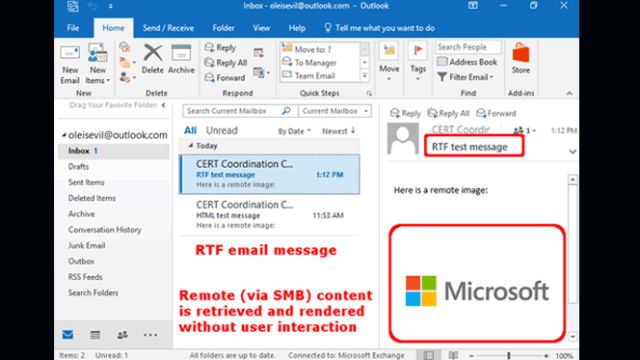 Inbox - oleisevil@outlook.com - Outlook
File Home Send / Receive Folder View Help Tell me what you want to do
New Email
New Items
Delete
Archive
Reply
Reply All
Forward
Move to: ?
To Manager
Team Email
Move
Tags
Search People
Address Book
Filter Email
Store
New Delete Respond Quick Steps Find Add-ins
Drag Your Favorite Folders
oleisevil@outlook.com
Inbox 1
Drafts
Sent Items
Deleted Items
Archive
Conversation History
Junk Email
Outbox
RSS Feeds
Search Folders
Search Current Mailbox Current Mailbox
All Unread By Date Newest
Today
CERT Coordination C...
RTF test message 1:12 PM
Here is a remote image:
CERT Coordination C...
HTML test message 11:53 AM
Here is a remote image:
RTF email message
Remote (via SMB) content
is retrieved and rendered
without user interaction
Reply Reply All Forward
CERT Coordir 1 1:12 PM
RTF test message
Here is a remote image:
Microsoft
Items: 2 Unread: 1 All folders are up to date. Connected to: Microsoft Exchange 100%